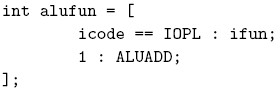 int alufun = [
icode == IOPL : ifun;
1 : ALUADD;
];